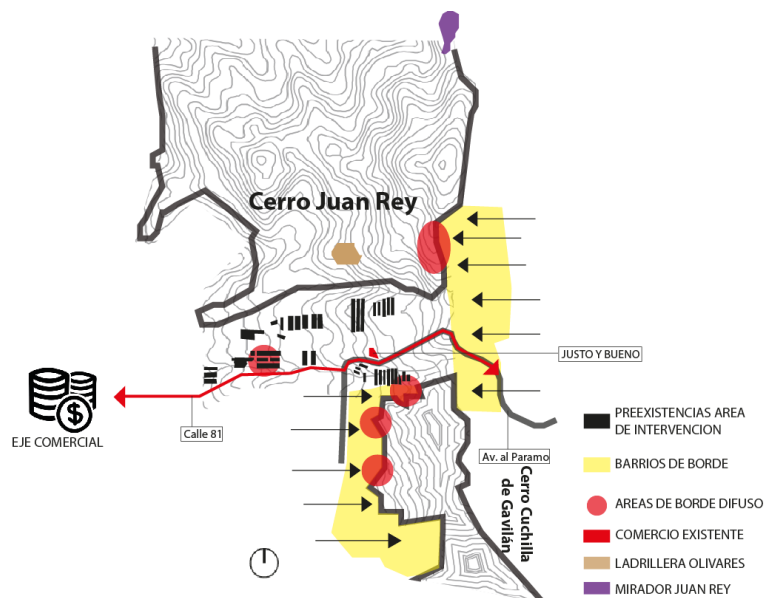 Cerro Juan Rey
JUSTO Y BUENO
EJE COMERCIAL
Calle 81
Av. al Paramo
Cerro Cuchilla
de Gavilán
PREEXISTENCIAS AREA
DE INTERVENCION
BARRIOS DE BORDE
AREAS DE BORDE DIFUSO
COMERCIO EXISTENTE
LADRILLERA OLIVARES
MIRADOR JUAN REY